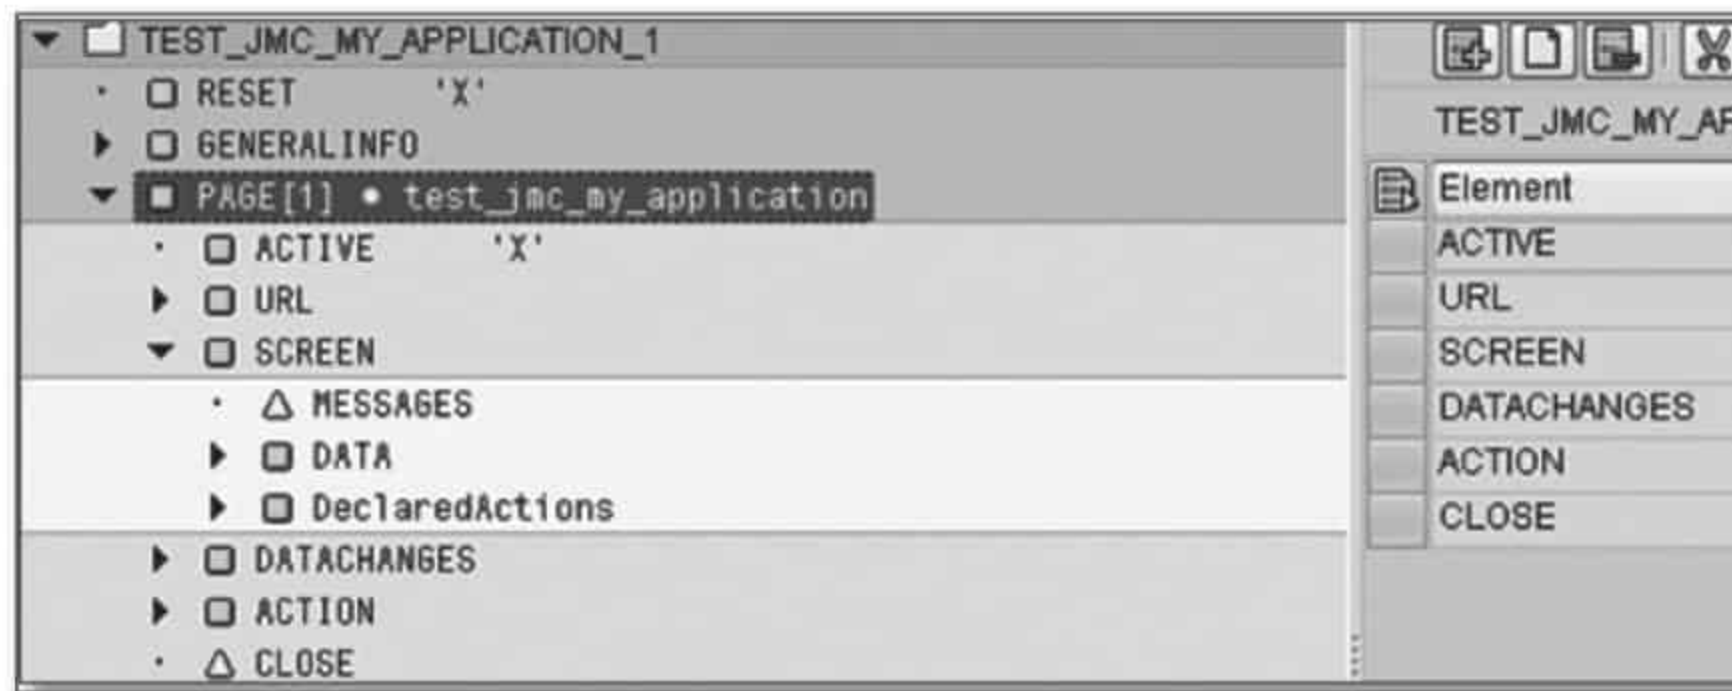 TEST_JMC_MY_APPLICATION_1
RESET 'X'
GENERALINFO
PAGE[1] • test_jmc_my_application
ACTIVE 'X'
URL
SCREEN
MESSAGES
DATA
DeclaredActions
DATACHANGES
ACTION
CLOSE
TEST_JMC_MY_AP
Element
ACTIVE
URL
SCREEN
DATACHANGES
ACTION
CLOSE